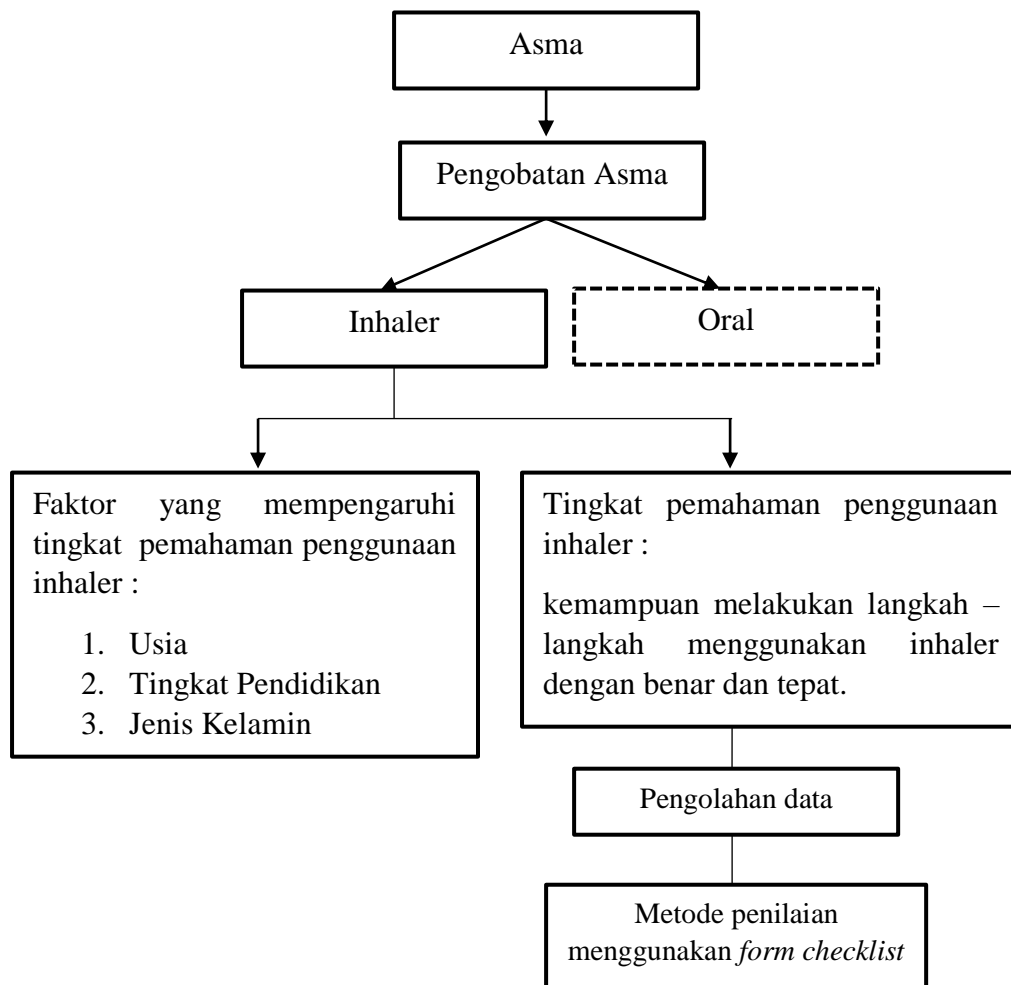 Asma
Pengobatan Asma
Inhaler
Oral
Faktor yang mempengaruhi
tingkat pemahaman penggunaan
inhaler :
1. Usia
2. Tingkat Pendidikan
3. Jenis Kelamin
Tingkat pemahaman penggunaan
inhaler :
kemampuan melakukan langkah –
langkah menggunakan inhaler
dengan benar dan tepat.
Pengolahan data
Metode penilaian
menggunakan form checklist